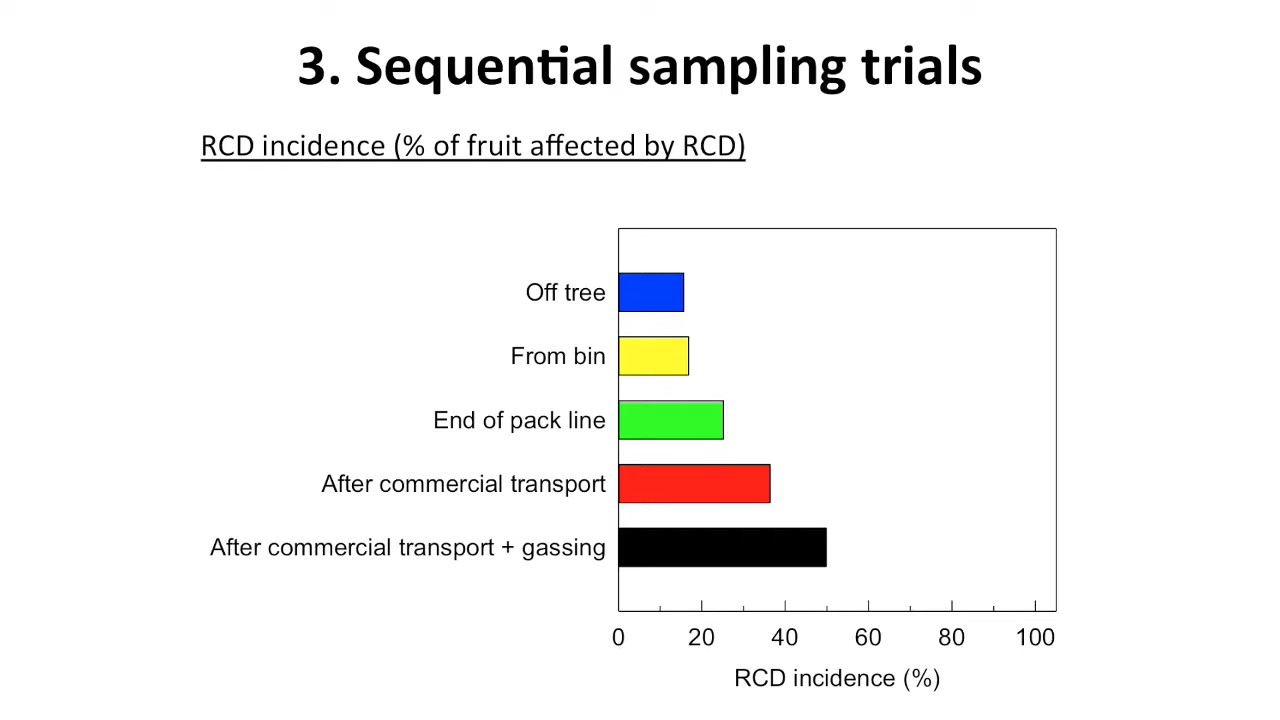 3. Sequential sampling trials
RCD incidence (% of fruit affected by RCD)
Off tree
From bin
End of pack line
After commercial transport
After commercial transport + gassing
0 20 40 60 80 100
RCD incidence (%)